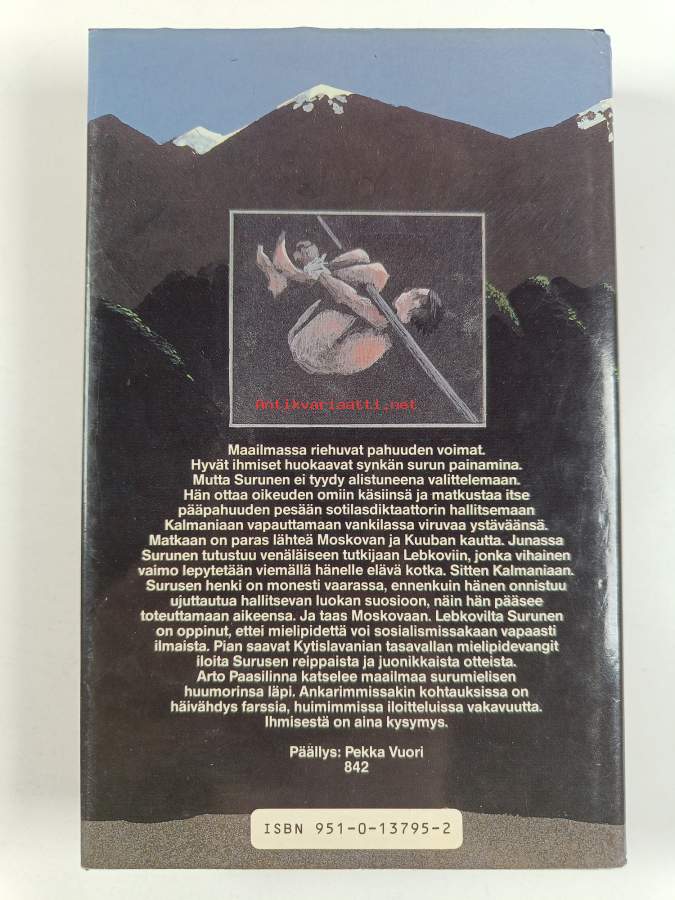 Antikvariaatti.net
Maailmassa riehuvat pahuuden voimat.
Hyvät ihmiset huokaavat synkän surun painamina.
Mutta Surunen ei tyydy alistuneena valittelemaan.
Hän ottaa oikeuden omiin käsiinsä ja matkustaa itse
pääpahuuden pesään sotilasdiktaattorin hallitsemaan
Kalmaniaan vapauttamaan vankilassa viruvaa ystäväänsä.
Matkaan on paras lähteä Moskovan ja Kuuban kautta. Junassa
Surunen tutustuu venäläiseen tutkijaan Lebkoviin, jonka vihainen
vaimo lepytetään viemällä hänelle elävä kotka. Sitten Kalmaniaan.
Surusen henki on monesti vaarassa, ennenkuin hänen onnistuu
ujuttautua hallitsevan luokan suosioon, näin hän pääsee
toteuttamaan aikeensa. Ja taas Moskovaan. Lebkovilta Surunen
on oppinut, ettei mielipidettä voi sosialismissakaan vapaasti
ilmaista. Pian saavat Kytislavanian tasavallan mielipidevangit
iloita Surusen reippaista ja juonikkaista otteista.
Arto Paasilinna katselee maailmaa surumielisen
huumorinsa läpi. Ankarimmissakin kohtauksissa on
häivähdys farssia, huimimmissa iloitteluissa vakavuutta.
Ihmisestä on aina kysymys.
Päällys: Pekka Vuori
842
ISBN 951-0-13795-2